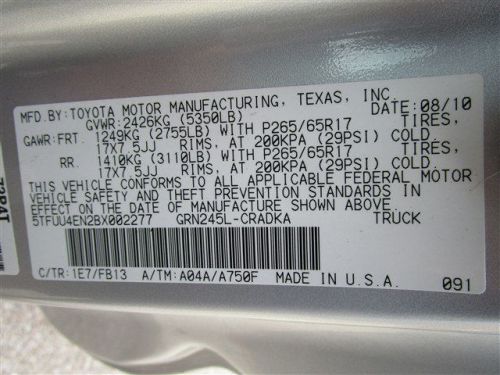 MFD.BY:TOYOTA MOTOR MANUFACTURING, TEXAS, INC.
GVWR:2426KG (5350LB) DATE:08/10
GAWR:FRT. 1249KG (2755LB) WITH P265/65R17 TIRES,
17X7.5JJ RIMS, AT 200KPA (29PSI) COLD.
RR. 1410KG (3110LB) WITH P265/65R17 TIRES,
17X7.5JJ RIMS, AT 200KPA (29PSI) COLD.
THIS VEHICLE CONFORMS TO ALL APPLICABLE FEDERAL MOTOR
VEHICLE SAFETY AND THEFT PREVENTION STANDARDS IN
EFFECT ON THE DATE OF MANUFACTURE SHOWN ABOVE.
5TFUU4EN2BX002277 GRN245L-CRADKA TRUCK
C/TR:1E7/FB13 A/TM:A04A/A750F MADE IN U.S.A. 091